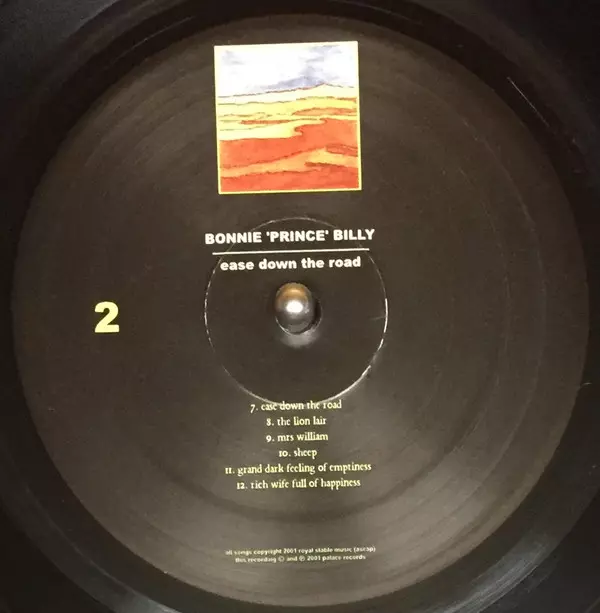 BONNIE 'PRINCE' BILLY
ease down the road
2
7. ease down the road
8. the lion lair
9. mrs william
10. sheep
11. grand dark feeling of emptiness
12. rich wife full of happiness
all songs copyright 2001 royal stable music (ascap)
this recording © and ℗ 2001 palace records